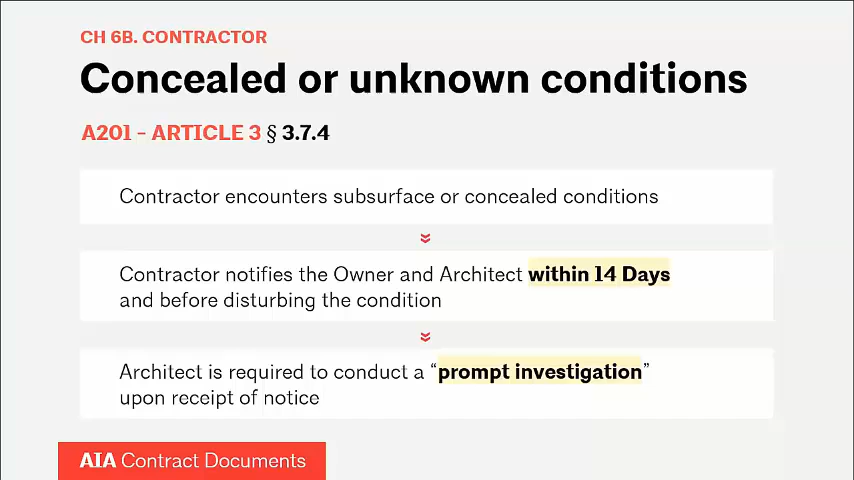 CH 6B. CONTRACTOR
Concealed or unknown conditions
A201 – ARTICLE 3 § 3.7.4
Contractor encounters subsurface or concealed conditions
Contractor notifies the Owner and Architect within 14 Days
and before disturbing the condition
Architect is required to conduct a “prompt investigation”
upon receipt of notice
AIA Contract Documents